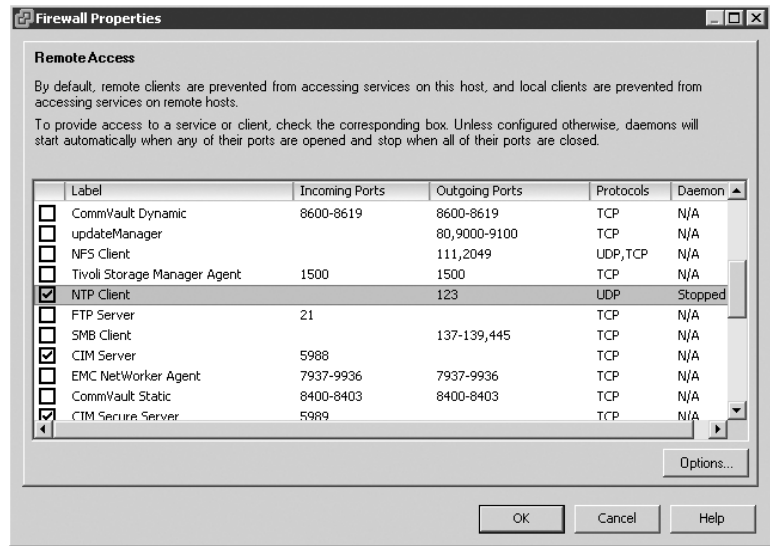 Firewall Properties
Remote Access
By default, remote clients are prevented from accessing services on this host, and local clients are prevented from
accessing services on remote hosts.
To provide access to a service or client, check the corresponding box. Unless configured otherwise, daemons will
start automatically when any of their ports are opened and stop when all of their ports are closed.
Label Incoming Ports Outgoing Ports Protocols Daemon
CommVault Dynamic 8600-8619 8600-8619 TCP N/A
updateManager 80,9000-9100 TCP N/A
NFS Client 111,2049 UDP,TCP N/A
Tivoli Storage Manager Agent 1500 1500 TCP N/A
NTP Client 123 UDP Stopped
FTP Server 21 TCP N/A
SMB Client 137-139,445 TCP N/A
CIM Server 5988 TCP N/A
EMC NetWorker Agent 7937-9936 7937-9936 TCP N/A
CommVault Static 8400-8403 8400-8403 TCP N/A
CIM Secure Server 5989 TCP N/A
Options...
OK Cancel Help